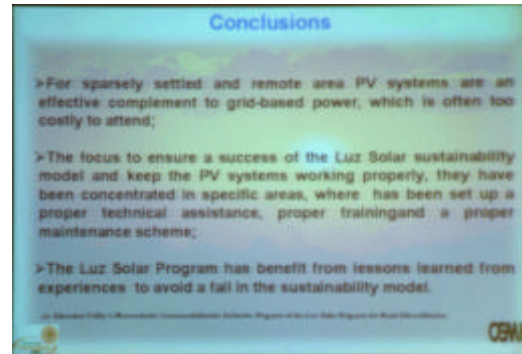 Conclusions
➢For sparsely settled and remote area PV systems are an
effective complement to grid-based power, which is often too
costly to attend;
➢The focus to ensure a success of the Luz Solar sustainability
model and keep the PV systems working properly, they have
been concentrated in specific areas, where has been set up a
proper technical assistance, proper trainingand a proper
maintenance scheme;
➢The Luz Solar Program has benefit from lessons learned from
experiences to avoid a fail in the sustainability model.